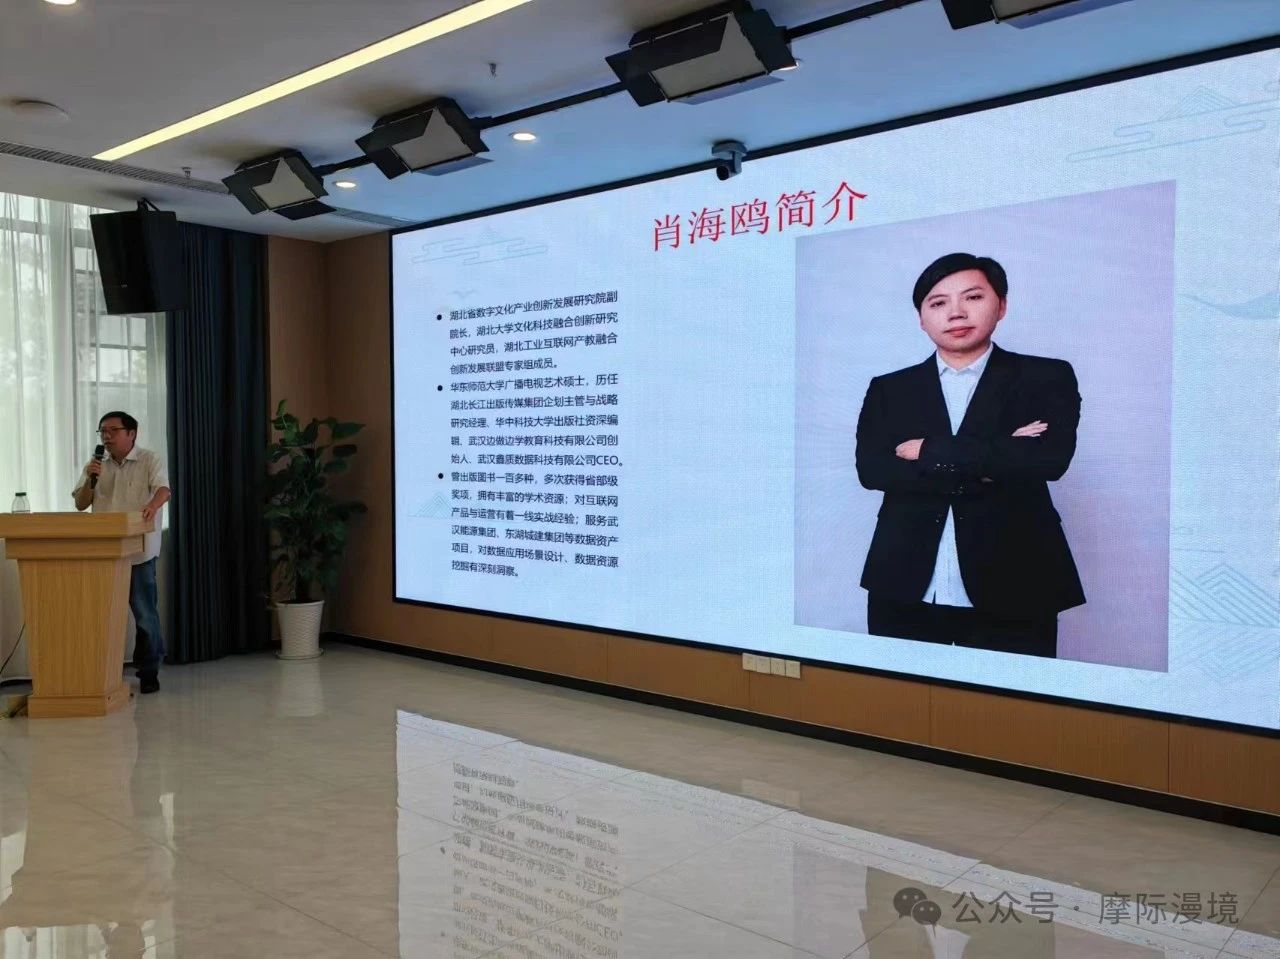 肖海鸥简介
• 湖北省数字文化产业创新发展研究院副
院长，湖北大学文化科技融合创新研究
中心研究员，湖北工业互联网产教融合
创新发展联盟专家组成员。
• 华东师范大学广播电视艺术硕士，历任
湖北长江出版传媒集团企划主管与战略
研究经理、华中科技大学出版社资深编
辑、武汉边做边学教育科技有限公司创
始人、武汉鑫质数据科技有限公司CEO。
• 曾出版图书一百多种，多次获得省部级
奖项，拥有丰富的学术资源；对互联网
产品与运营有着一线实战经验；服务武
汉能源集团、东湖城建集团等数据资产
项目，对数据应用场景设计、数据资源
挖掘有深刻洞察。
公众号·摩际漫境